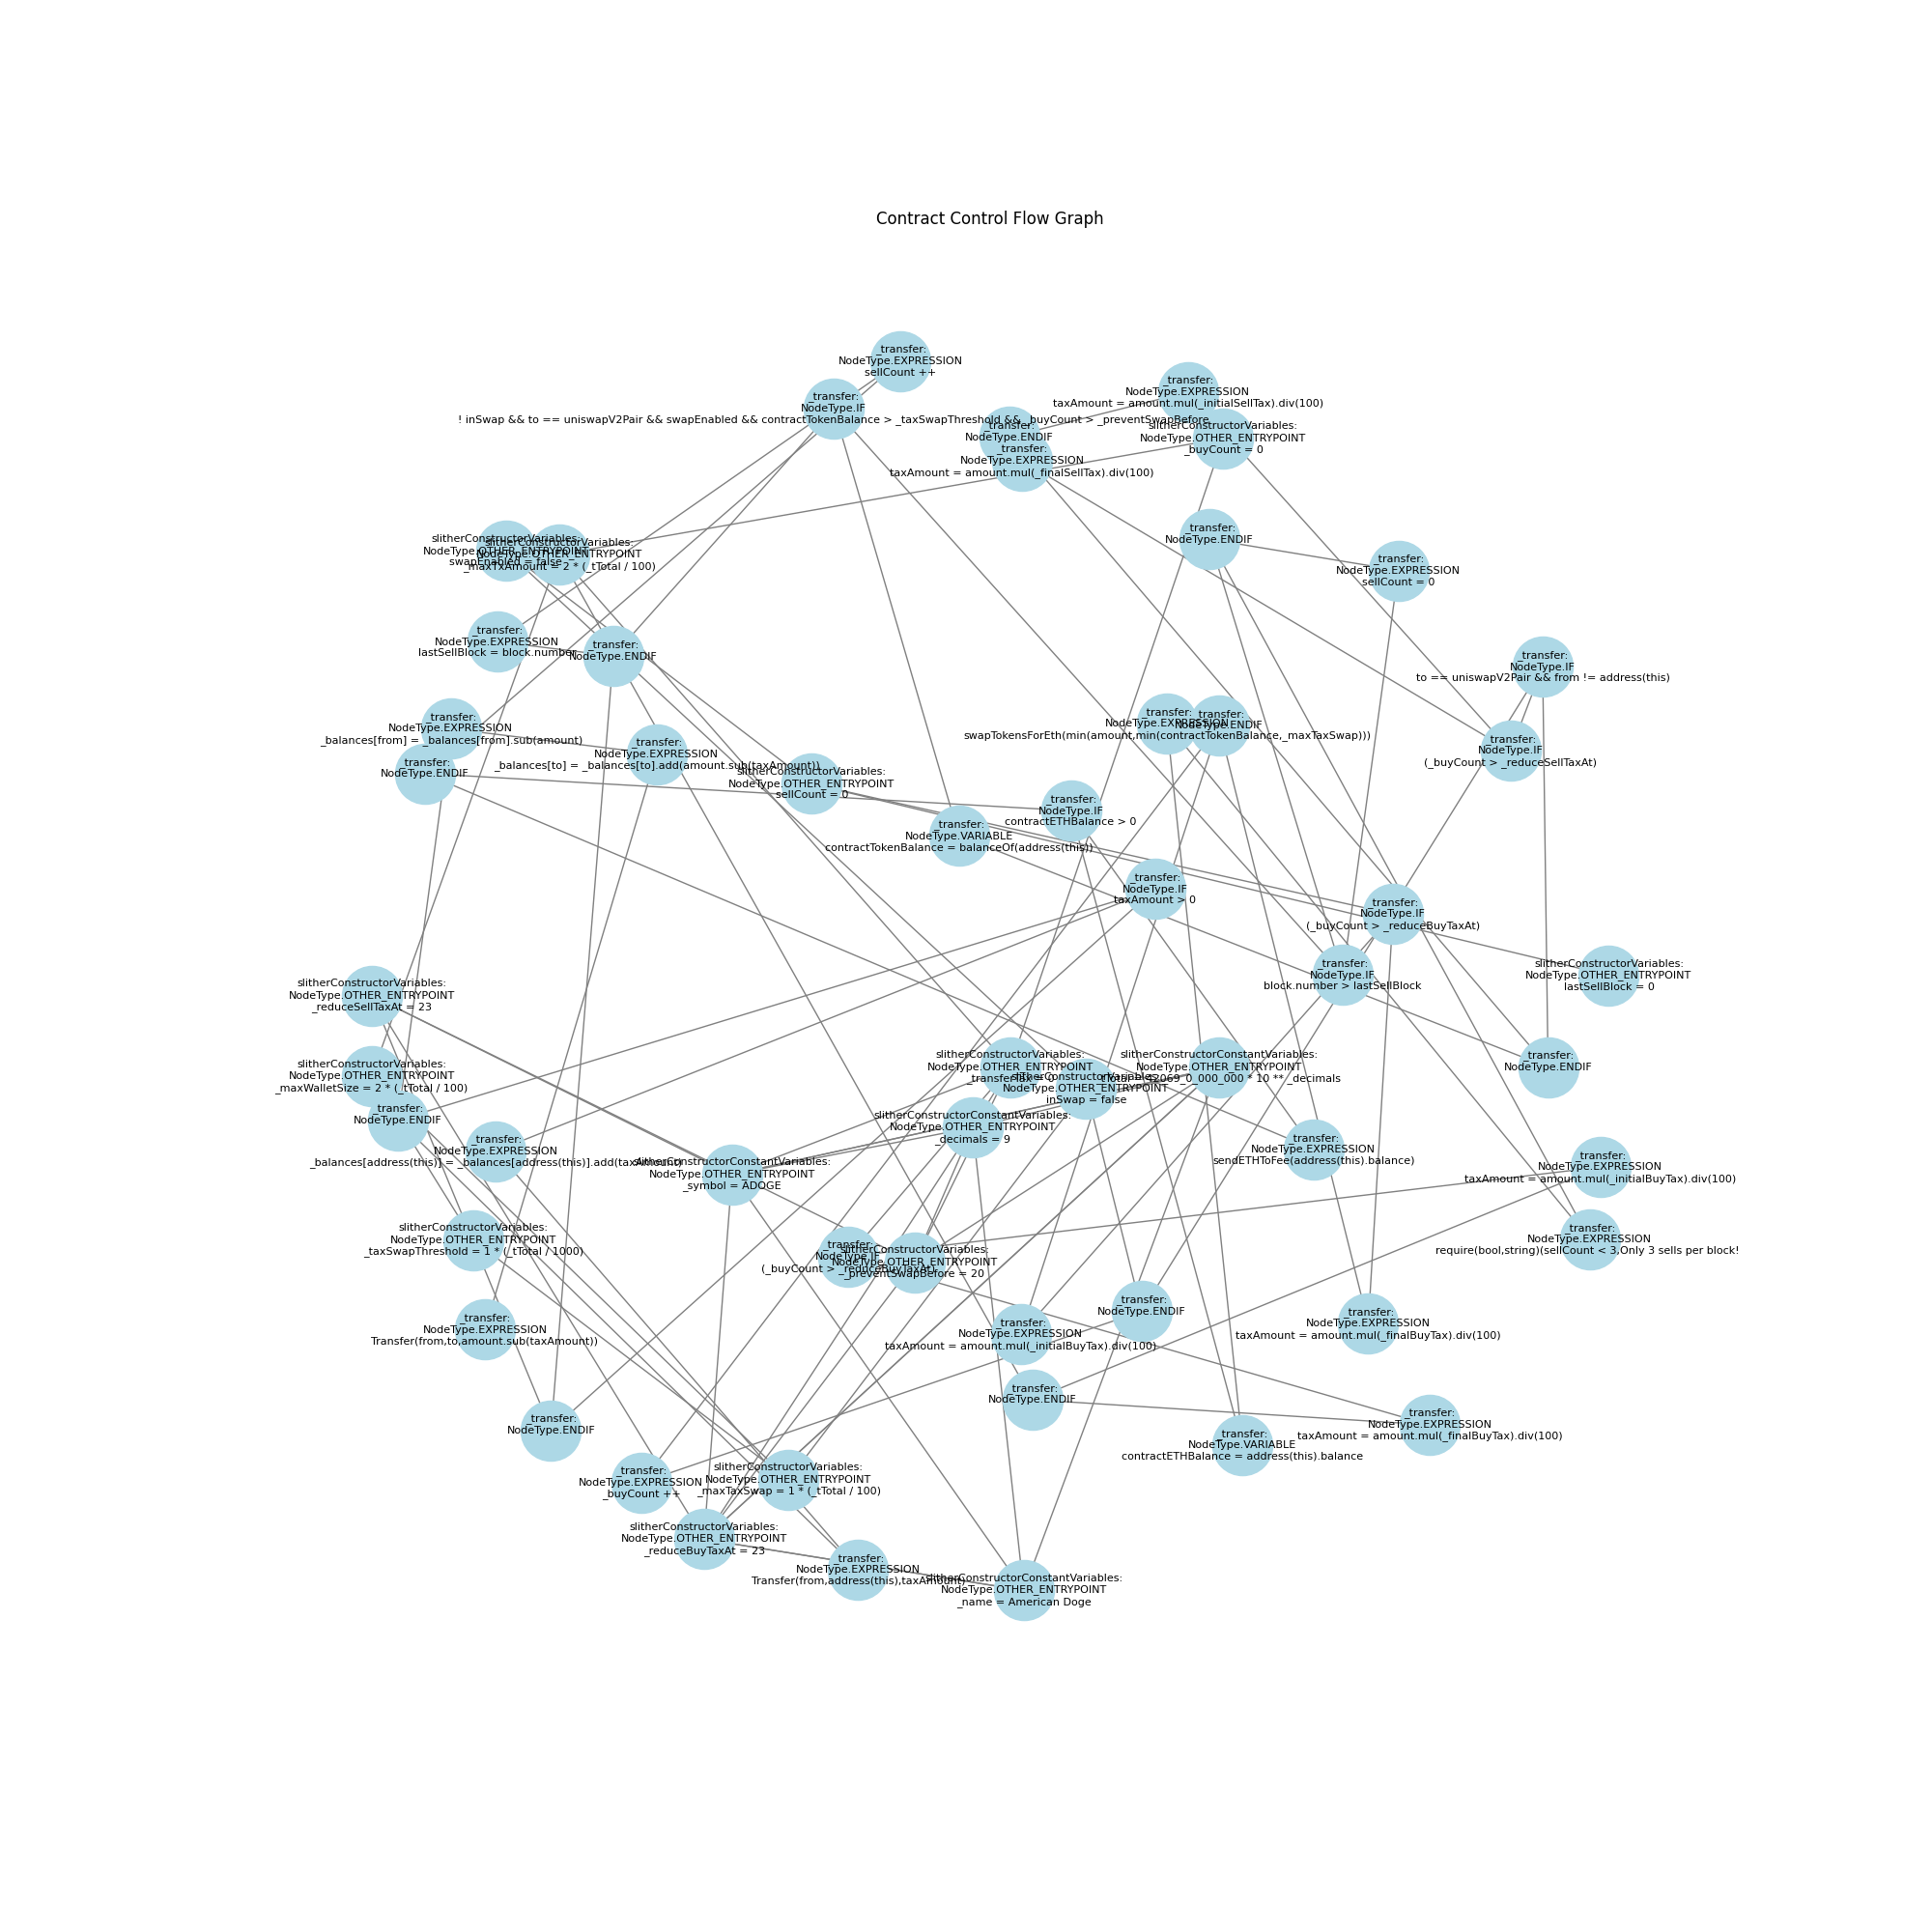 Contract Control Flow Graph
_transfer:
NodeType.EXPRESSION
sellCount ++
_transfer:
NodeType.IF
! inSwap && to == uniswapV2Pair && swapEnabled && contractTokenBalance > _taxSwapThreshold && _buyCount > _preventSwapBefore
_transfer:
NodeType.EXPRESSION
taxAmount = amount.mul(_initialSellTax).div(100)
_transfer:
NodeType.ENDIF
slitherConstructorVariables:
NodeType.OTHER_ENTRYPOINT
_buyCount = 0
_transfer:
NodeType.EXPRESSION
taxAmount = amount.mul(_finalSellTax).div(100)
slitherConstructorVariables:
NodeType.OTHER_ENTRYPOINT
swapEnabled = false
slitherConstructorVariables:
NodeType.OTHER_ENTRYPOINT
_maxTxAmount = 2 * (_tTotal / 100)
_transfer:
NodeType.ENDIF
_transfer:
NodeType.EXPRESSION
sellCount = 0
_transfer:
NodeType.EXPRESSION
lastSellBlock = block.number
_transfer:
NodeType.ENDIF
_transfer:
NodeType.IF
to == uniswapV2Pair && from != address(this)
_transfer:
NodeType.EXPRESSION
_balances[from] = _balances[from].sub(amount)
_transfer:
NodeType.EXPRESSION
swapTokensForEth(min(amount,min(contractTokenBalance,_maxTaxSwap)))
_transfer:
NodeType.ENDIF
_transfer:
NodeType.IF
(_buyCount > _reduceSellTaxAt)
_transfer:
NodeType.EXPRESSION
_balances[to] = _balances[to].add(amount.sub(taxAmount))
_transfer:
NodeType.ENDIF
slitherConstructorVariables:
NodeType.OTHER_ENTRYPOINT
sellCount = 0
_transfer:
NodeType.IF
contractETHBalance > 0
_transfer:
NodeType.VARIABLE
contractTokenBalance = balanceOf(address(this))
_transfer:
NodeType.IF
taxAmount > 0
_transfer:
NodeType.IF
(_buyCount > _reduceBuyTaxAt)
_transfer:
NodeType.IF
block.number > lastSellBlock
slitherConstructorVariables:
NodeType.OTHER_ENTRYPOINT
lastSellBlock = 0
slitherConstructorVariables:
NodeType.OTHER_ENTRYPOINT
_reduceSellTaxAt = 23
slitherConstructorVariables:
NodeType.OTHER_ENTRYPOINT
_maxWalletSize = 2 * (_tTotal / 100)
slitherConstructorVariables:
NodeType.OTHER_ENTRYPOINT
_transferTax = 0
slitherConstructorVariables:
NodeType.OTHER_ENTRYPOINT
inSwap = false
slitherConstructorConstantVariables:
NodeType.OTHER_ENTRYPOINT
* 10 ** _decimals
_transfer:
NodeType.ENDIF
_transfer:
NodeType.ENDIF
slitherConstructorConstantVariables:
NodeType.OTHER_ENTRYPOINT
_decimals = 9
_transfer:
NodeType.EXPRESSION
_balances[address(this)] = _balances[address(this)].add(taxAmount)
slitherConstructorConstantVariables:
NodeType.OTHER_ENTRYPOINT
_symbol = ADOGE
_transfer:
NodeType.EXPRESSION
sendETHToFee(address(this).balance)
_transfer:
NodeType.EXPRESSION
taxAmount = amount.mul(_initialBuyTax).div(100)
slitherConstructorVariables:
NodeType.OTHER_ENTRYPOINT
_taxSwapThreshold = 1 * (_tTotal / 1000)
_transfer:
NodeType.EXPRESSION
require(bool,string)(sellCount < 3,Only 3 sells per block!
_transfer:
NodeType.IF
(_buyCount > _reduceBuyTaxAt)
slitherConstructorVariables:
NodeType.OTHER_ENTRYPOINT
_preventSwapBefore = 20
_transfer:
NodeType.EXPRESSION
Transfer(from,to,amount.sub(taxAmount))
_transfer:
NodeType.ENDIF
_transfer:
NodeType.EXPRESSION
taxAmount = amount.mul(_initialBuyTax).div(100)
_transfer:
NodeType.EXPRESSION
taxAmount = amount.mul(_finalBuyTax).div(100)
_transfer:
NodeType.ENDIF
_transfer:
NodeType.ENDIF
_transfer:
NodeType.EXPRESSION
taxAmount = amount.mul(_finalBuyTax).div(100)
_transfer:
NodeType.VARIABLE
contractETHBalance = address(this).balance
_transfer:
NodeType.EXPRESSION
_buyCount ++
slitherConstructorVariables:
NodeType.OTHER_ENTRYPOINT
_maxTaxSwap = 1 * (_tTotal / 100)
slitherConstructorVariables:
NodeType.OTHER_ENTRYPOINT
_reduceBuyTaxAt = 23
_transfer:
NodeType.EXPRESSION
Transfer(from,address(this),taxAmount)
slitherConstructorConstantVariables:
NodeType.OTHER_ENTRYPOINT
_name = American Doge